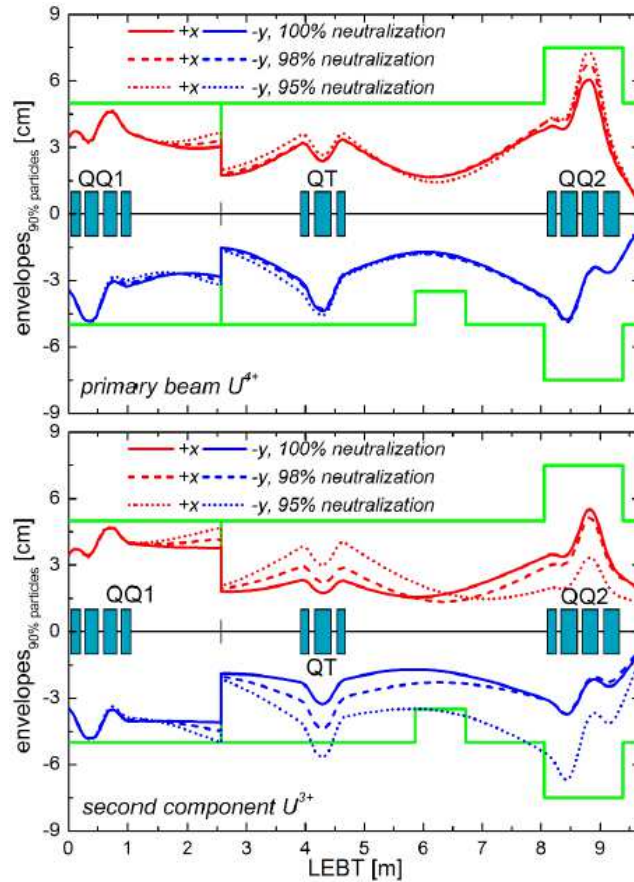 +x -y, 100% neutralization
+x -y, 98% neutralization
+x -y, 95% neutralization
9
6
3
0
-3
-6
-9
envelopes90% particles [cm]
QQ1
QT
QQ2
primary beam U4+
+x -y, 100% neutralization
+x -y, 98% neutralization
+x -y, 95% neutralization
9
6
3
0
-3
-6
-9
envelopes90% particles [cm]
QQ1
QT
QQ2
second component U3+
0 1 2 3 4 5 6 7 8 9
LEBT [m]